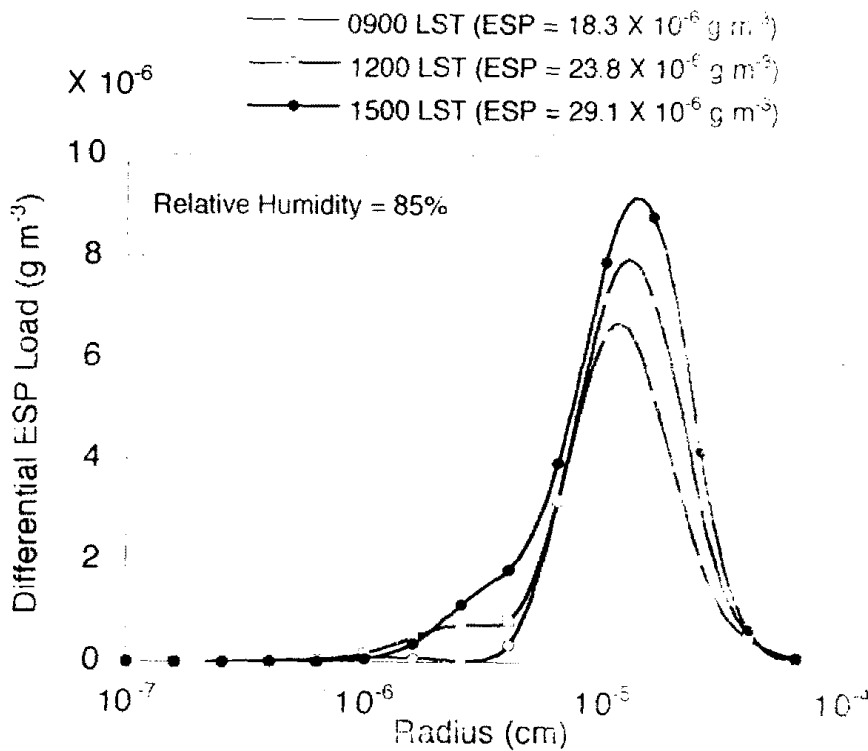 0900 LST (ESP = 18.3 X 10⁻⁶ g m⁻³)
1200 LST (ESP = 23.8 X 10⁻⁶ g m⁻³)
1500 LST (ESP = 29.1 X 10⁻⁶ g m⁻³)
X 10⁻⁶
Relative Humidity = 85%
10
8
6
4
2
0
Differential ESP Load (g m⁻³)
10⁻⁷ 10⁻⁶ 10⁻⁵ 10⁻⁴
Radius (cm)